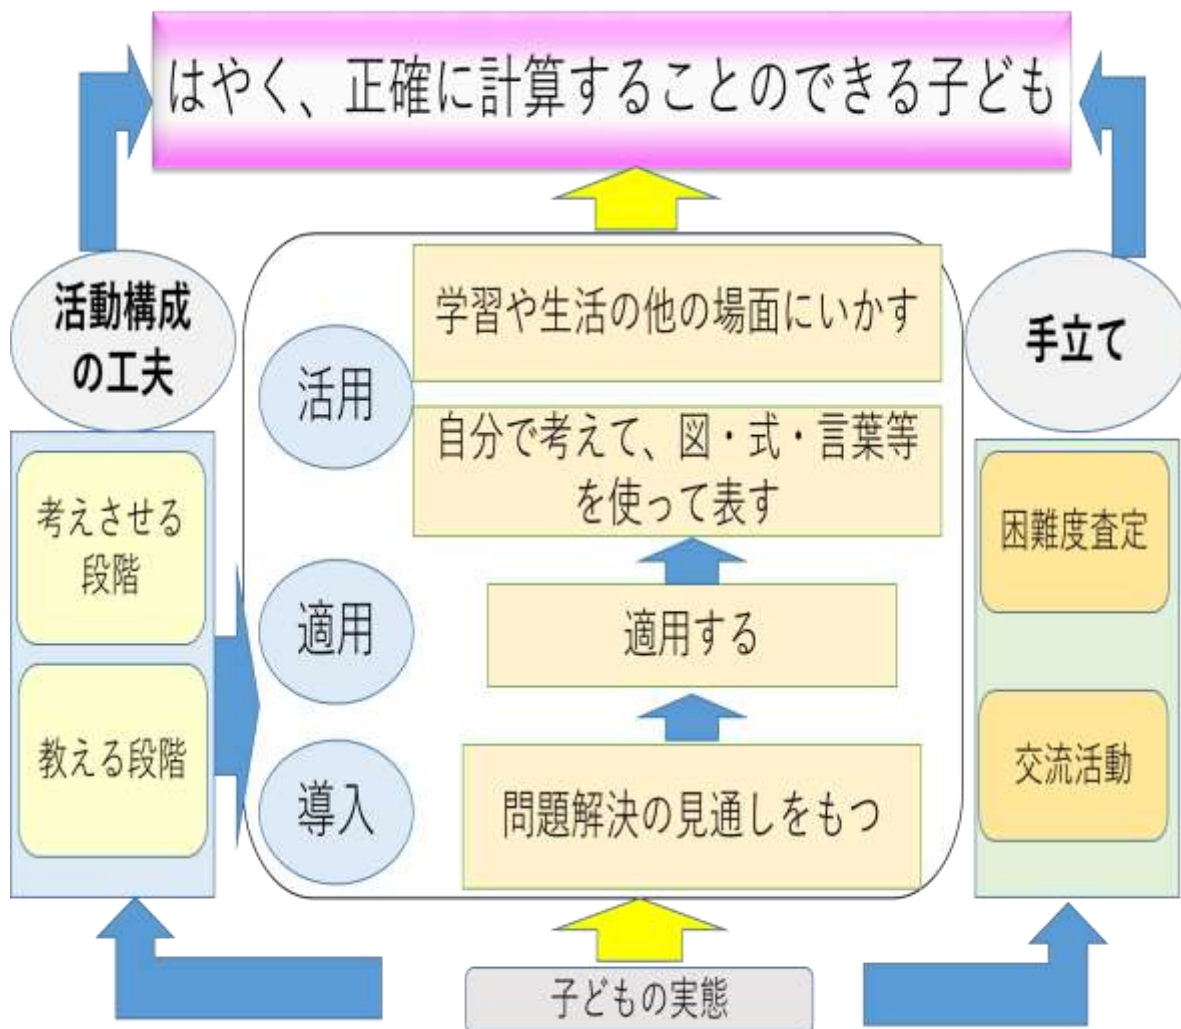 はやく、正確に計算することのできる子ども
活動構成
の工夫
考えさせる
段階
教える段階
活用
適用
導入
学習や生活の他の場面にいかす
自分で考えて、図・式・言葉等
を使って表す
適用する
問題解決の見通しをもつ
手立て
困難度査定
交流活動
子どもの実態